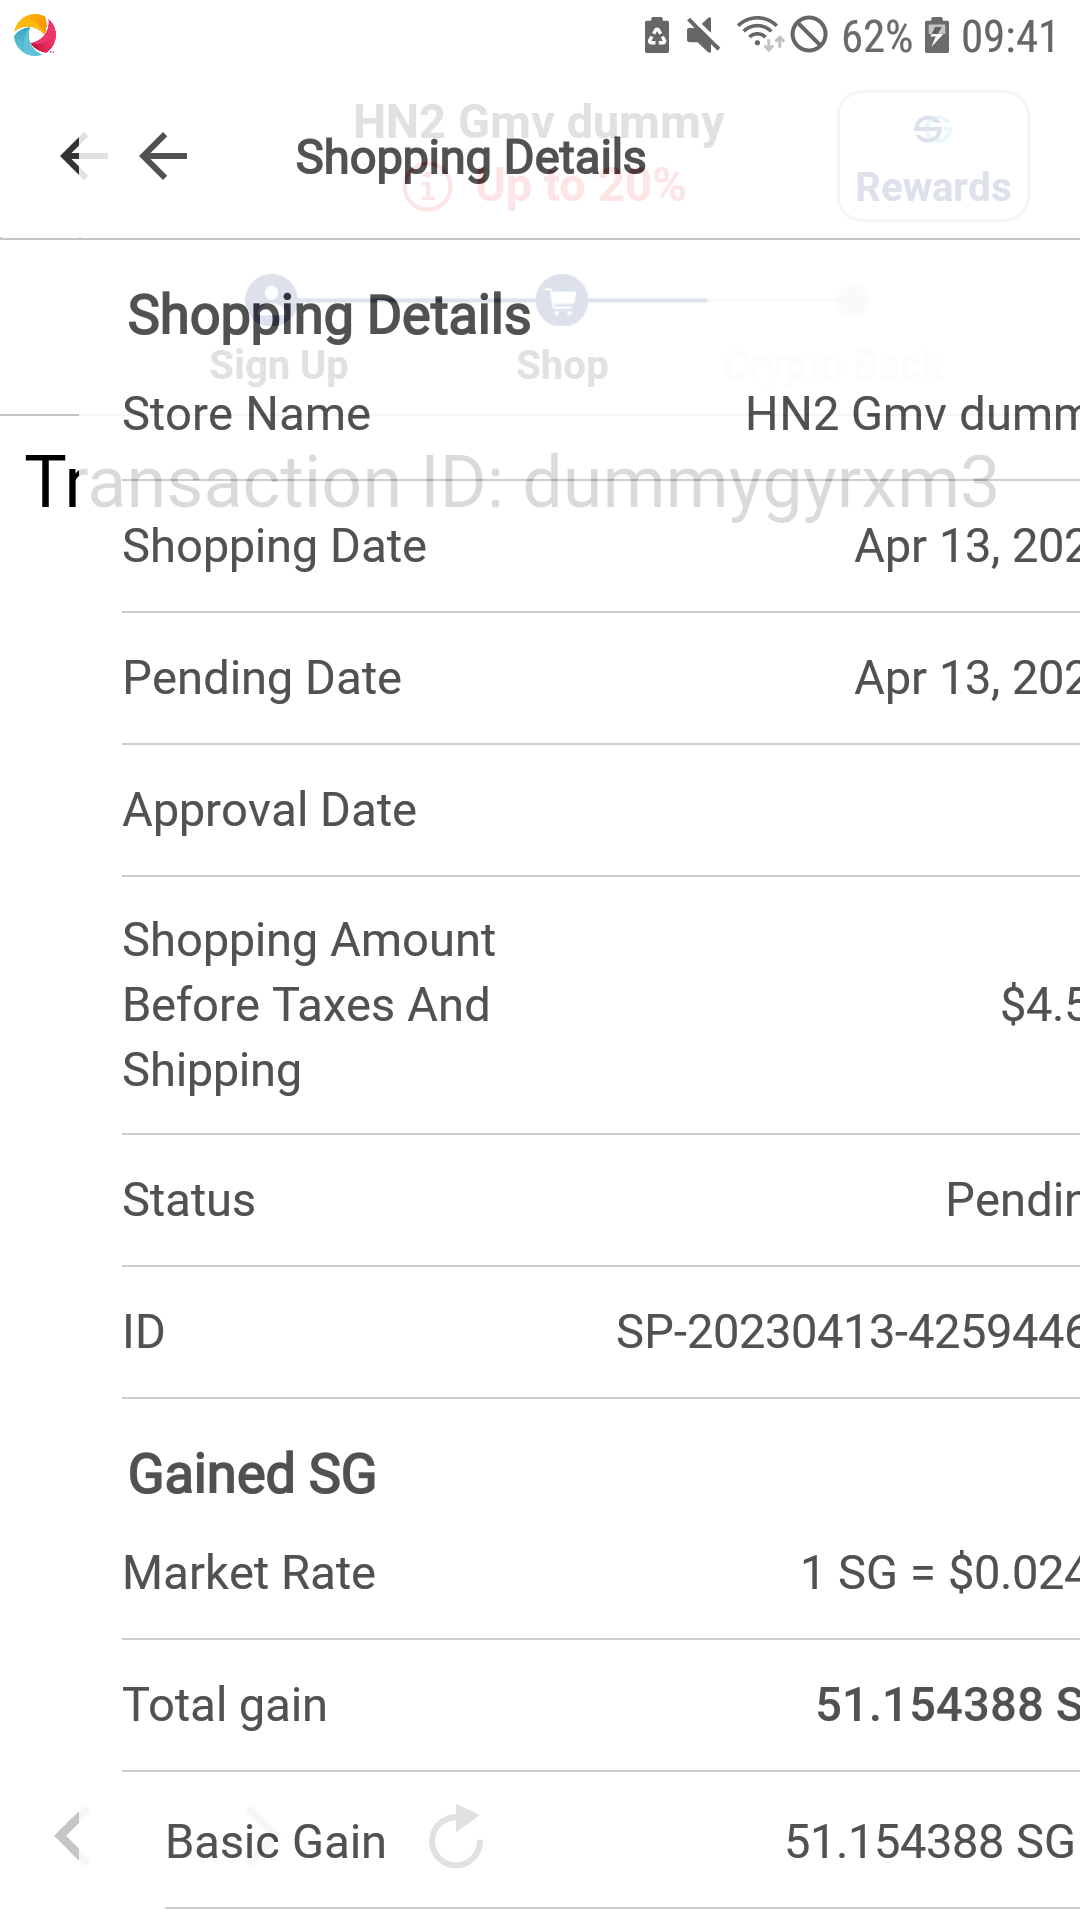 62% 09:41
HN2 Gmv dummy
Shopping Details
Up to 20%
Rewards
Shopping Details
Sign Up Shop Crypto Back
Store Name HN2 Gmv dumm
Transaction ID: dummygyrxm3
Shopping Date Apr 13, 202
Pending Date Apr 13, 202
Approval Date
Shopping Amount
Before Taxes And
Shipping
$4.5
Status Pendin
ID SP-20230413-4259446
Gained SG
Market Rate 1 SG = $0.024
Total gain 51.154388 S
Basic Gain 51.154388 SG